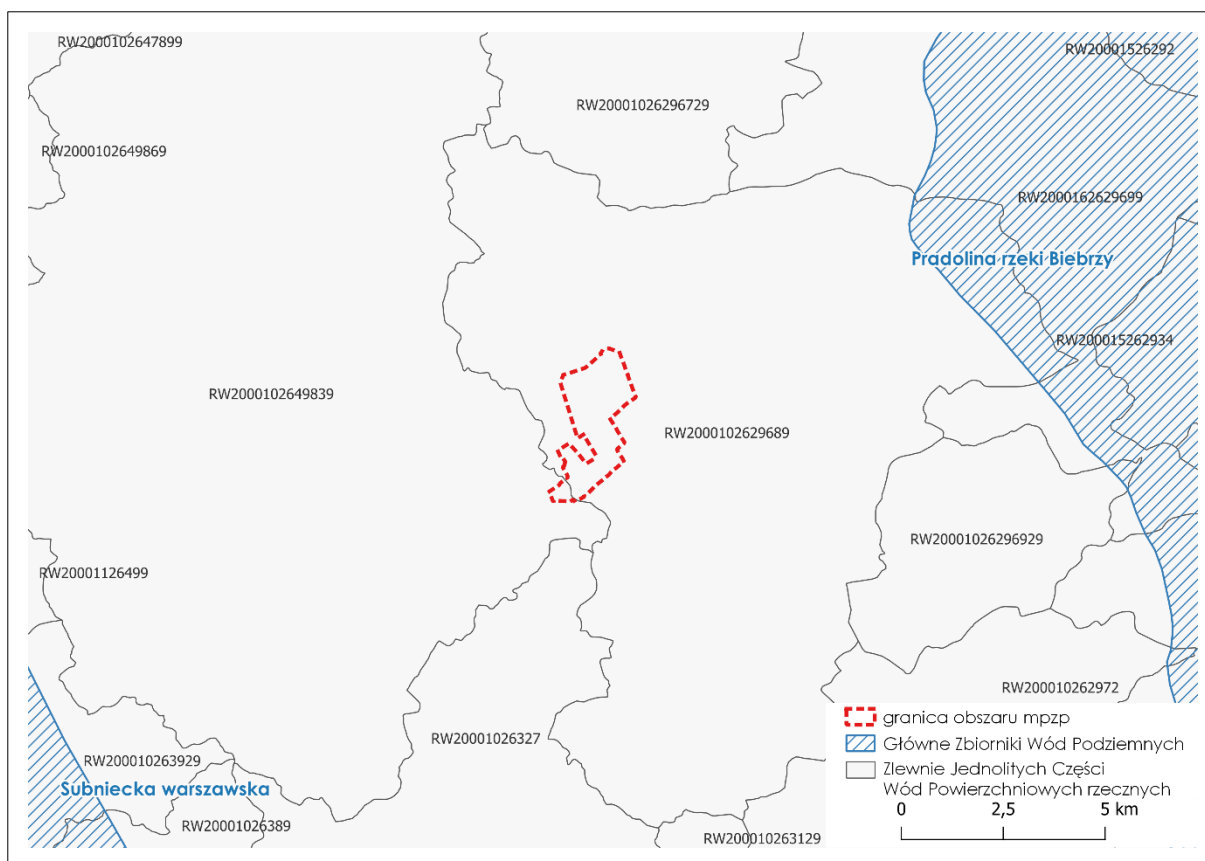 RW2000102647899
RW20001526292
RW20001026296729
RW2000102649869
RW2000162629699
Pradolina rzeki Biebrzy
RW200015262934
RW2000102649839
RW2000102629689
RW20001026296929
RW20001126499
RW200010262972
granica obszaru mpzp
Główne Zbiorniki Wód Podziemnych
Zlewnie Jednolitych Części
Wód Powierzchniowych rzecznych
RW20001026327
RW200010263929
Subniecka warszawska
RW20001026389
RW200010263129
0 2,5 5 km